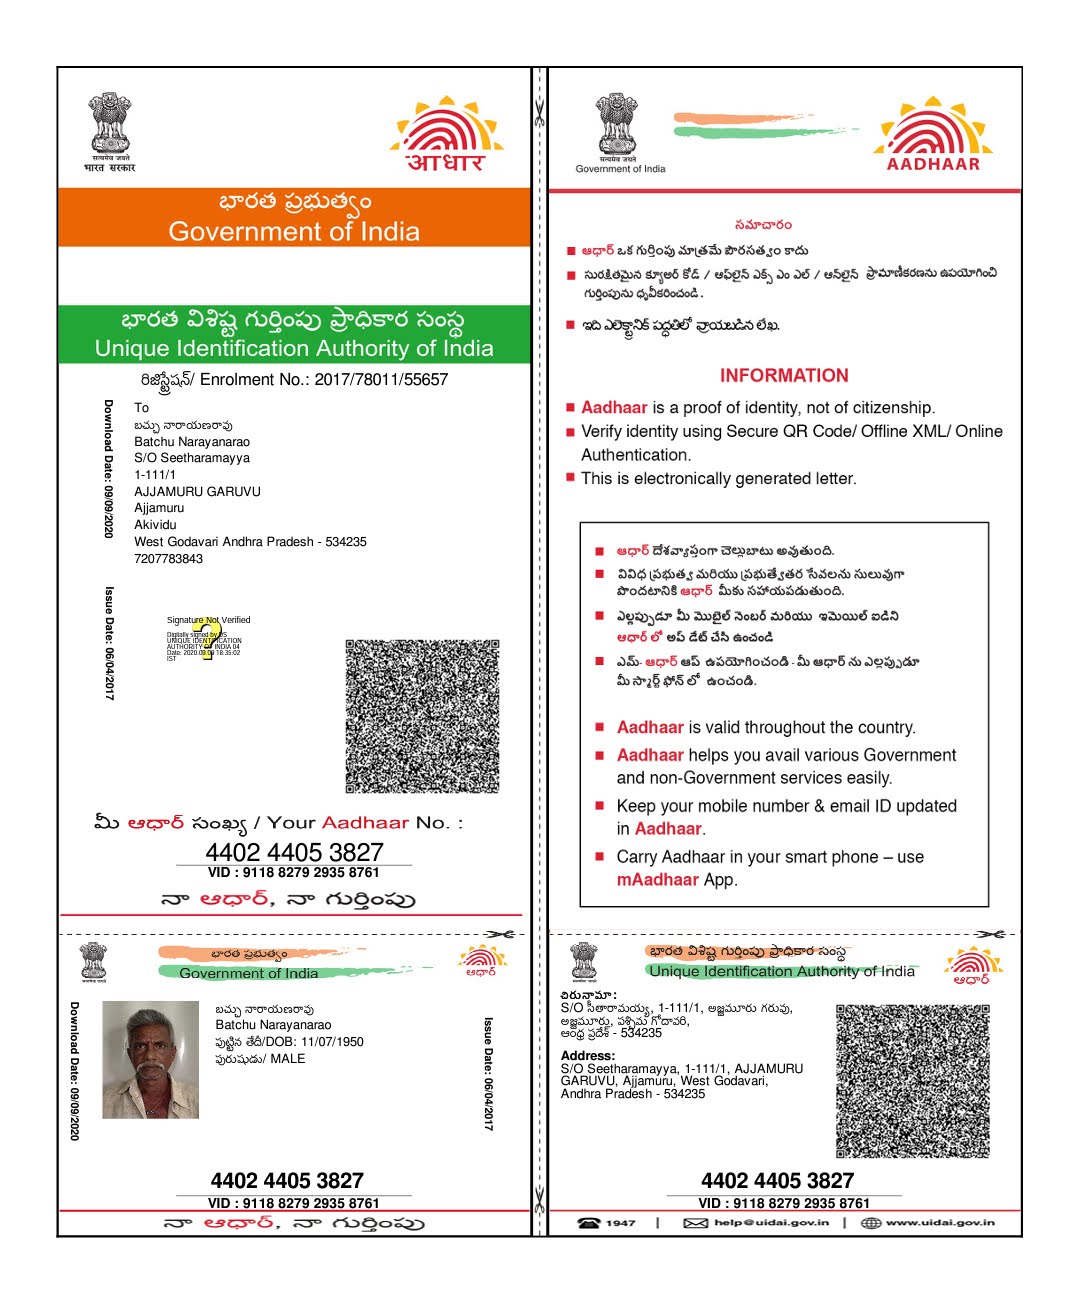 सत्यमेव जयते
भारत सरकार
आधार
భారత ప్రభుత్వం
Government of India
భారత విశిష్ట గుర్తింపు ప్రాధికార సంస్థ
Unique Identification Authority of India
రిజిస్ట్రేషన్/ Enrolment No.: 2017/78011/55657
Download Date: 09/09/2020
To
బచ్చు నారాయణరావు
Batchu Narayanarao
S/O Seetharamayya
1-111/1
AJJAMURU GARUVU
Ajjamuru
Akividu
West Godavari Andhra Pradesh - 534235
7207783843
Issue Date: 06/04/2017
Signature Not Verified
Digitally signed by DS
UNIQUE IDENTIFICATION
AUTHORITY OF INDIA 04
Date: 2020.09.09 18:35:02
IST
మీ ఆధార్ సంఖ్య / Your Aadhaar No. :
4402 4405 3827
VID : 9118 8279 2935 8761
నా ఆధార్, నా గుర్తింపు
सत्यमेव जयते
Government of India
AADHAAR
సమాచారం
ఆధార్ ఒక గుర్తింపు మాత్రమే పౌరసత్వం కాదు
సురక్షితమైన క్యూఆర్ కోడ్ / ఆఫ్‌లైన్ ఎక్స్ ఎం ఎల్ / ఆన్‌లైన్ ప్రామాణీకరణను ఉపయోగించి
గుర్తింపును ధృవీకరించండి.
ఇది ఎలెక్ట్రానిక్ పద్ధతిలో వ్రాయబడిన లేఖ.
INFORMATION
Aadhaar is a proof of identity, not of citizenship.
Verify identity using Secure QR Code/ Offline XML/ Online
Authentication.
This is electronically generated letter.
ఆధార్ దేశవ్యాప్తంగా చెల్లుబాటు అవుతుంది.
వివిధ ప్రభుత్వ మరియు ప్రభుత్వేతర సేవలను సులువుగా
పొందటానికి ఆధార్ మీకు సహాయపడుతుంది.
ఎల్లప్పుడూ మీ మొబైల్ నెంబర్ మరియు ఇమెయిల్ ఐడిని
ఆధార్ లో అప్ డేట్ చేసి ఉంచండి
ఎమ్- ఆధార్ ఆప్ ఉపయోగించండి - మీ ఆధార్ ను ఎల్లప్పుడూ
మీ స్మార్ట్ ఫోన్ లో ఉంచండి.
Aadhaar is valid throughout the country.
Aadhaar helps you avail various Government
and non-Government services easily.
Keep your mobile number & email ID updated
in Aadhaar.
Carry Aadhaar in your smart phone – use
mAadhaar App.
सत्यमेव जयते
భారత ప్రభుత్వం
Government of India
ఆధార్
Download Date: 09/09/2020
బచ్చు నారాయణరావు
Batchu Narayanarao
పుట్టిన తేదీ/DOB: 11/07/1950
పురుషుడు/ MALE
Issue Date: 06/04/2017
4402 4405 3827
VID : 9118 8279 2935 8761
నా ఆధార్, నా గుర్తింపు
सत्यमेव जयते
భారత విశిష్ట గుర్తింపు ప్రాధికార సంస్థ
Unique Identification Authority of India
ఆధార్
చిరునామా:
S/O సీతారామయ్య, 1-111/1, అజ్జమూరు గరువు,
అజ్జమూర్రు, పశ్చిమ గోదావరి,
ఆంధ్ర ప్రదేశ్ - 534235
Address:
S/O Seetharamayya, 1-111/1, AJJAMURU
GARUVU, Ajjamuru, West Godavari,
Andhra Pradesh - 534235
4402 4405 3827
VID : 9118 8279 2935 8761
1947 | help@uidai.gov.in | www.uidai.gov.in